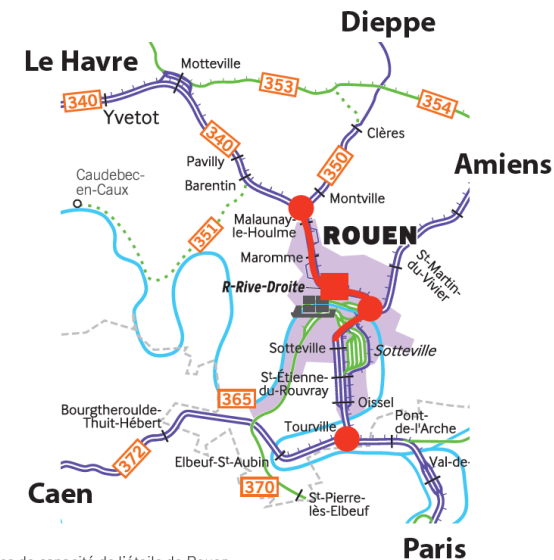 Dieppe
Le Havre
Motteville
353
340
354
Yvetot
340
Clères
Pavilly
350
Amiens
Barentin
Caudebec-
en-Caux
Montville
Malaunay-
le-Houlme
ROUEN
351
Maromme
St-Martin-
du-Vivier
R-Rive-Droite
Sotteville
Sotteville
St-Étienne-
du-Rouvray
365
Oissel
Bourgtheroulde-
Thuit-Hébert
Pont-
de-l'Arche
Tourville
372
Elbeuf-St-Aubin
Val-de-
370
Caen
St-Pierre-
lès-Elbeuf
Paris